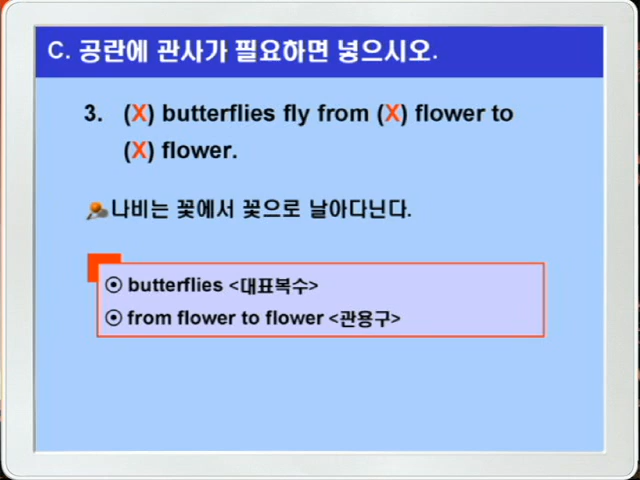 C. 공란에 관사가 필요하면 넣으시오.
3. (X) butterflies fly from (X) flower to
(X) flower.
나비는 꽃에서 꽃으로 날아다닌다.
⊙ butterflies <대표복수>
⊙ from flower to flower <관용구>